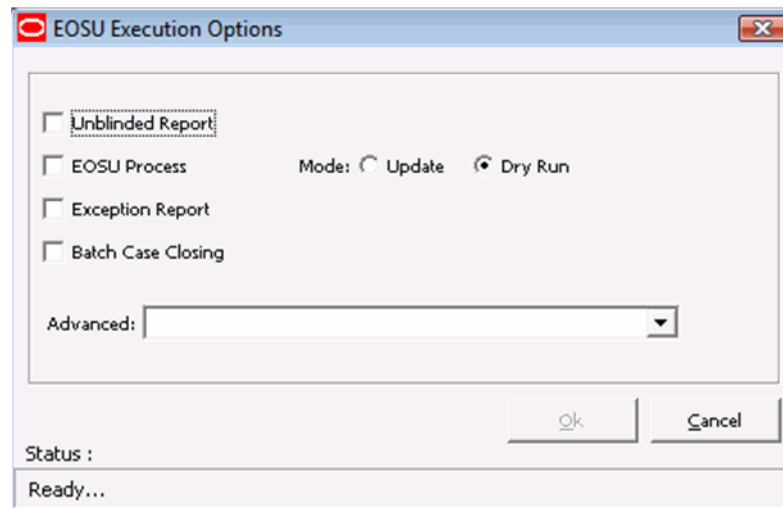 EOSU Execution Options
Unblinded Report
EOSU Process Mode: Update Dry Run
Exception Report
Batch Case Closing
Advanced:
Ok Cancel
Status :
Ready...